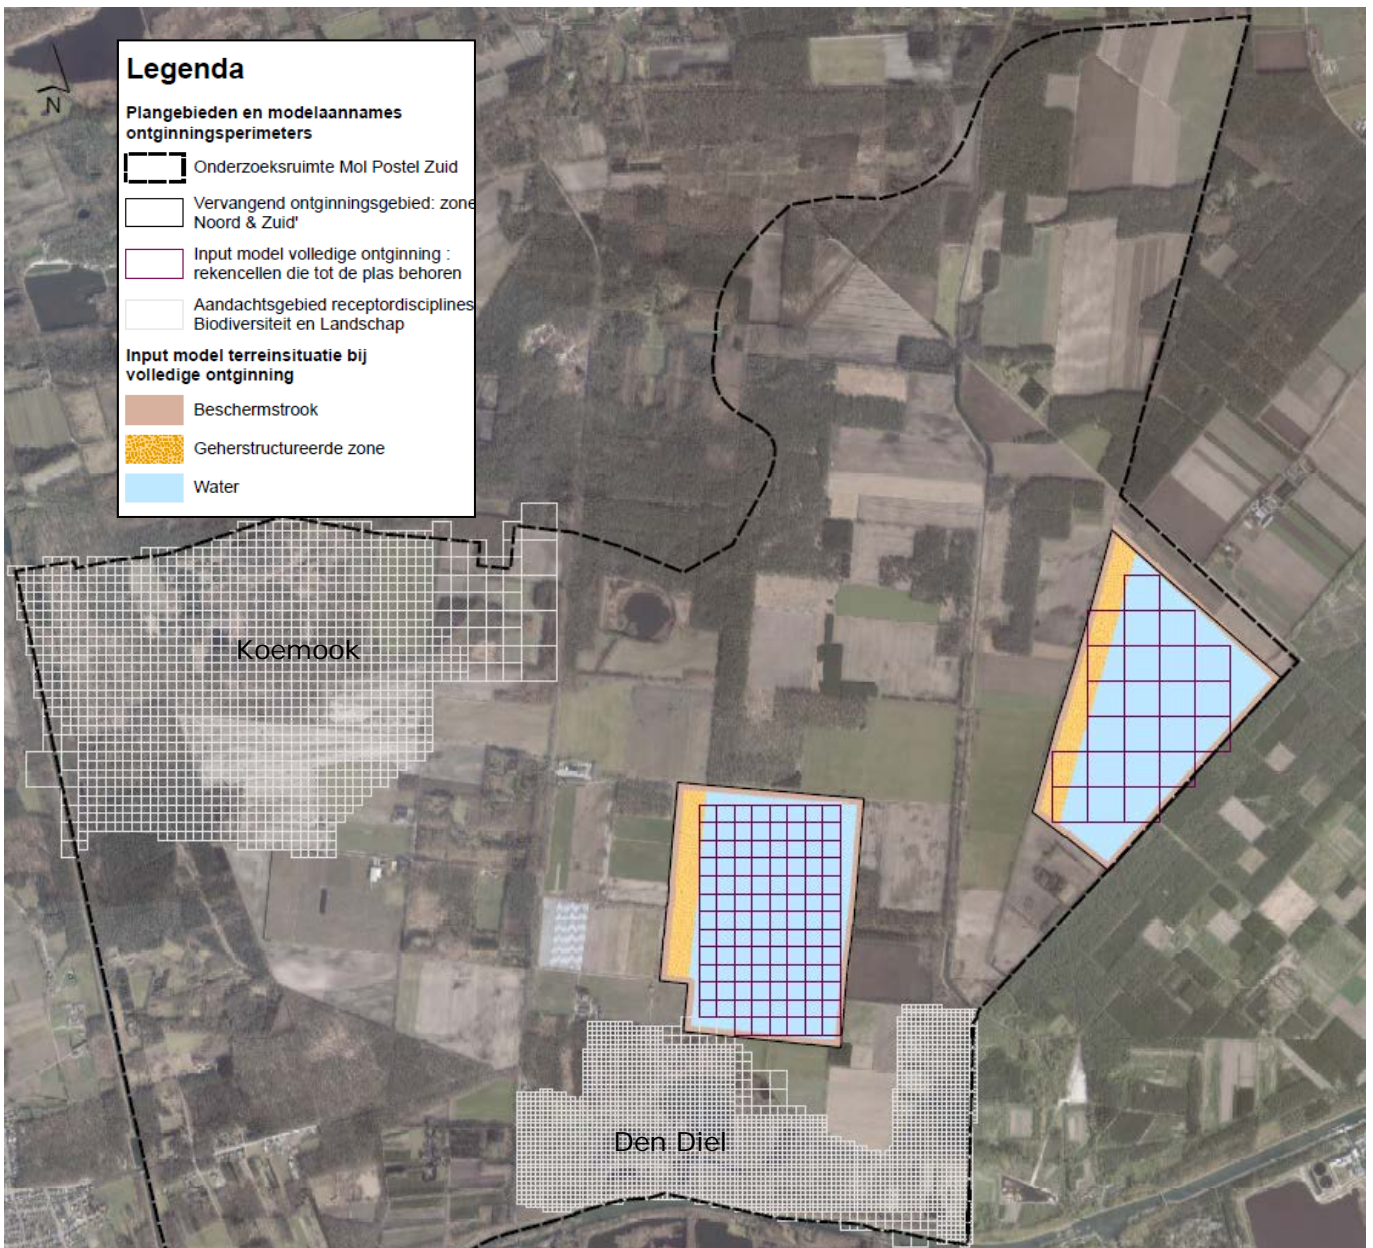 Legenda
Plangebieden en modelaannames
ontginningsperimeters
Onderzoeksruimte Mol Postel Zuid
Vervangend ontginningsgebied: zone
Noord & Zuid'
Input model volledige ontginning :
rekencellen die tot de plas behoren
Aandachtsgebied receptordisciplines
Biodiversiteit en Landschap
Input model terreinsituatie bij
volledige ontginning
Beschermstrook
Geherstructureerde zone
Water
N
Koemook
Den Diel